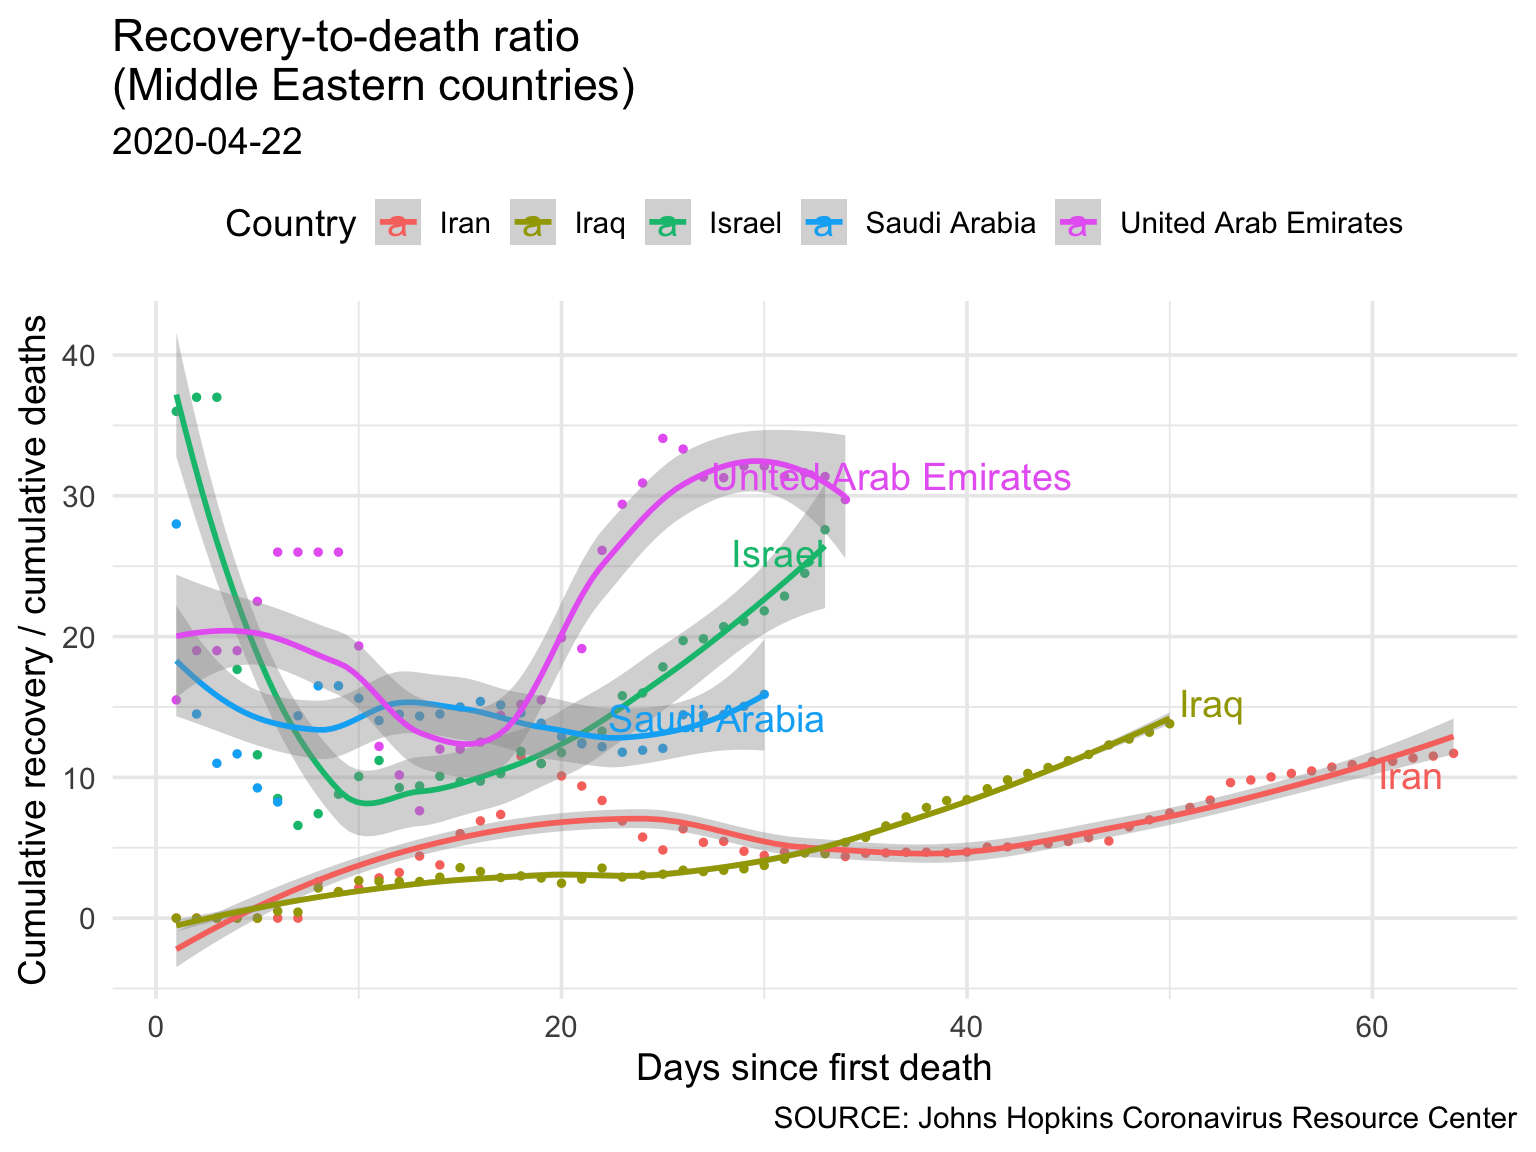 Recovery-to-death ratio
(Middle Eastern countries)
2020-04-22
Country a Iran a Iraq a Israel a Saudi Arabia a United Arab Emirates
Cumulative recovery / cumulative deaths
40
30
20
10
0
United Arab Emirates
Israel
Iraq
Saudi Arabia
Iran
0 20 40 60
Days since first death
SOURCE: Johns Hopkins Coronavirus Resource Center